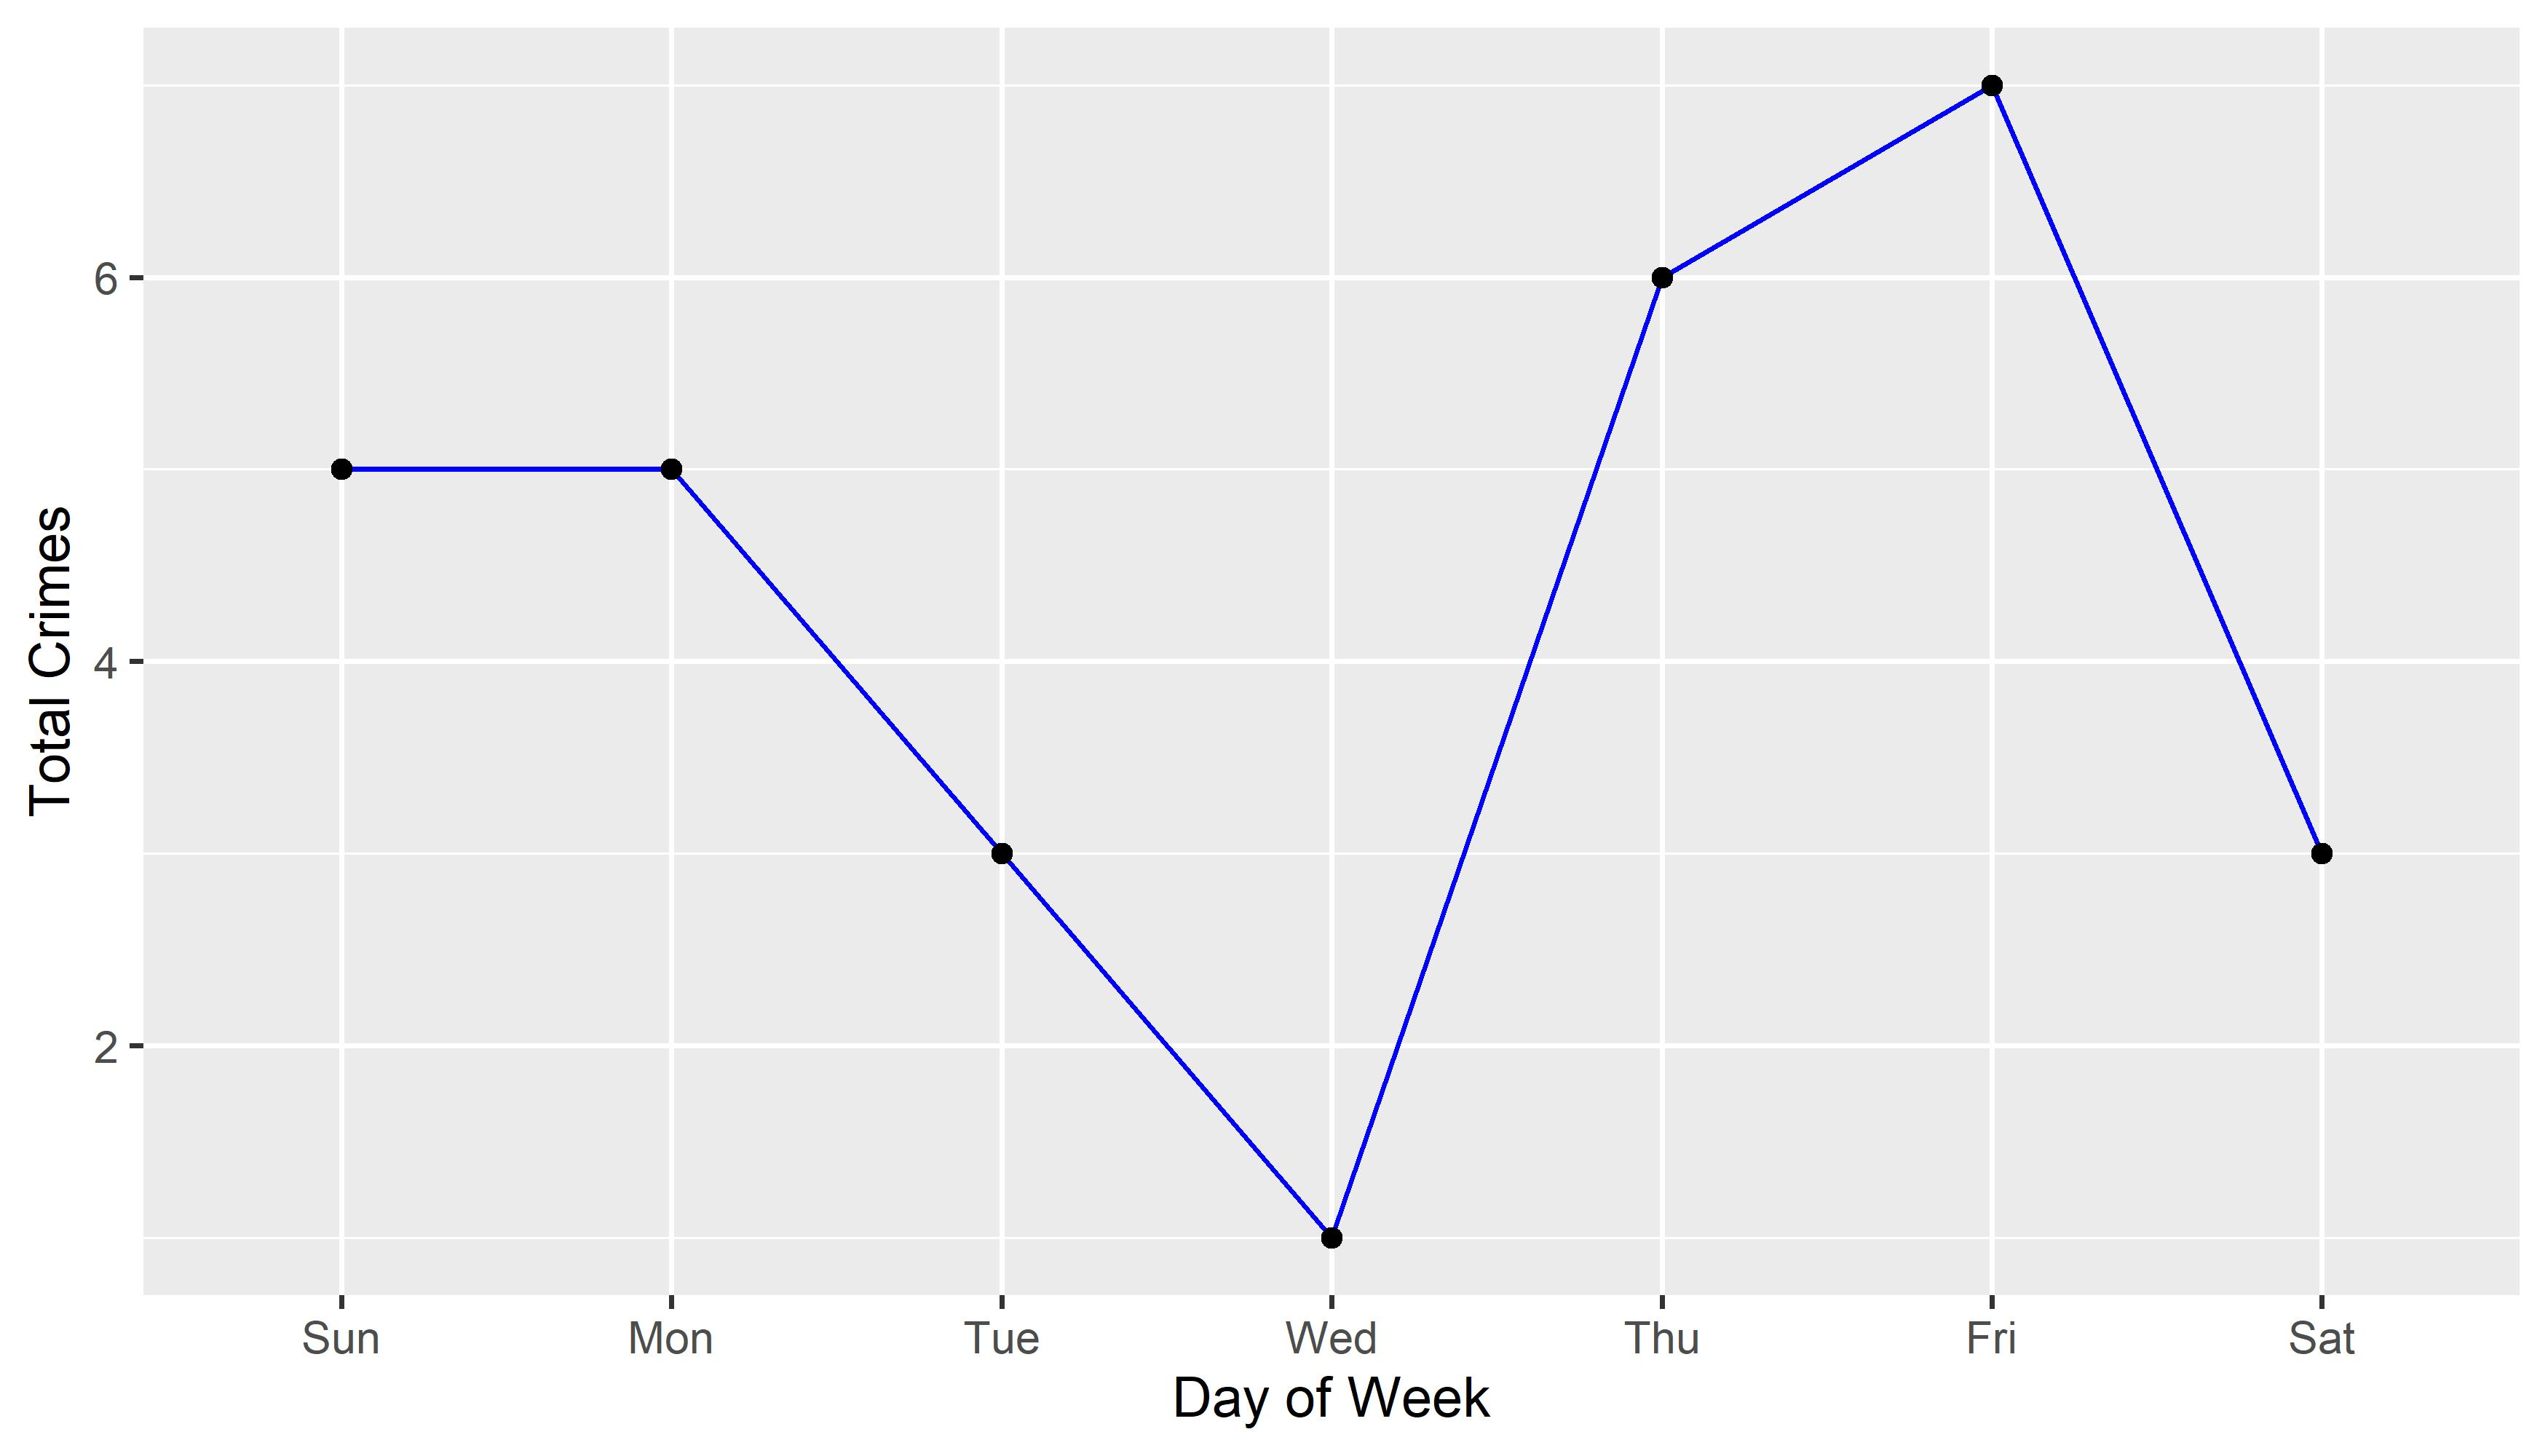 6
4
2
Total Crimes
Sun Mon Tue Wed Thu Fri Sat
Day of Week